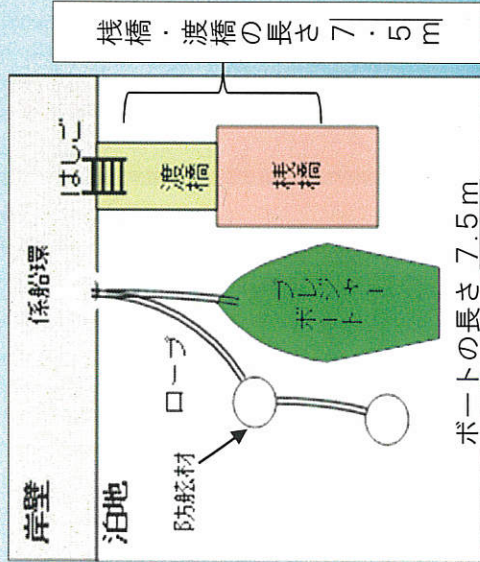 桟橋・渡橋の長さ 7.5m
岸壁
係船環
はしご
泊地
渡橋
桟橋
ロープ
防舷材
プレジャー
ボート
ボートの長さ 7.5m